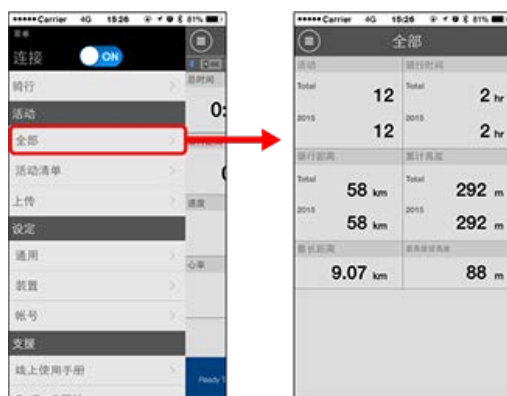 Carrier 4G 15:26 81%
菜单
连接 ON
骑行
活动
全部
活动清单
上传
设定
通用
装置
帐号
支援
线上使用手册
总时间
0:
速度
心率
Ready T
Carrier 4G 15:26 81%
全部
活动
Total 12
2015 12
骑行时间
Total 2 hr
2015 2 hr
骑行距离
Total 58 km
2015 58 km
累计高度
Total 292 m
2015 292 m
最长距离
9.07 km
88 m